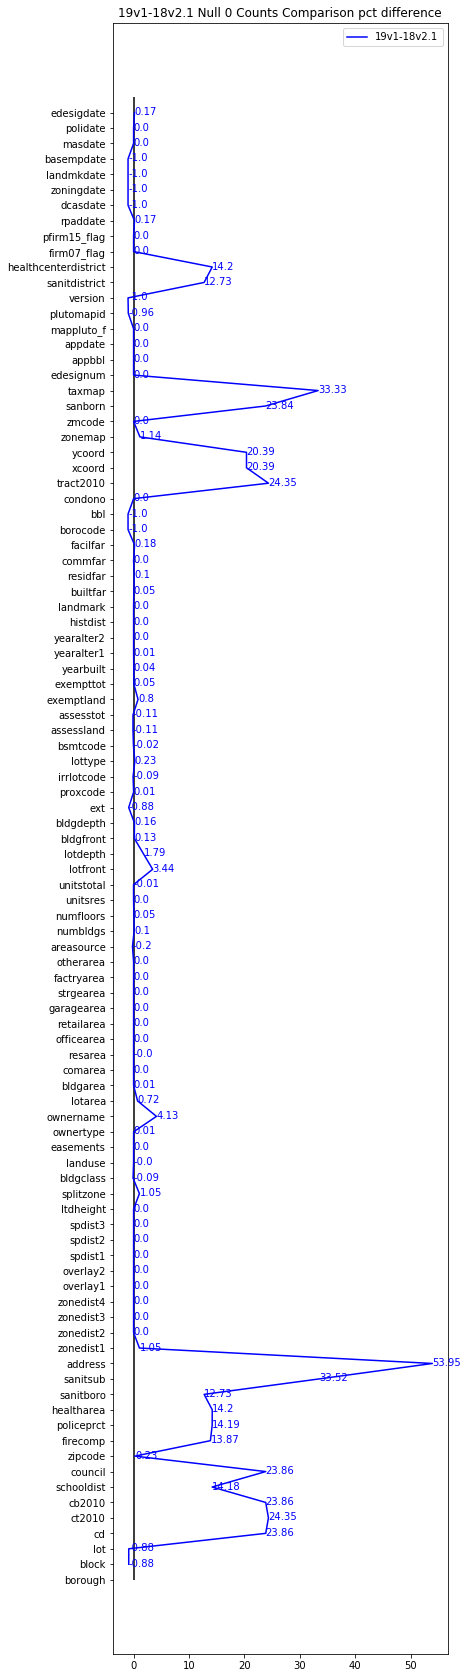 19v1-18v2.1 Null 0 Counts Comparison pct difference
19v1-18v2.1
edesigdate 0.17
polidate 0.0
masdate 0.0
basempdate -1.0
landmkdate -1.0
zoningdate -1.0
dcasdate -1.0
rpaddate 0.17
pfirm15_flag 0.0
firm07_flag 0.0
healthcenterdistrict 14.2
sanitdistrict 12.73
version -1.0
plutomapid -0.96
mappluto_f 0.0
appdate 0.0
appbbl 0.0
edesignum 0.0
taxmap 33.33
sanborn 23.84
zmcode 0.0
zonemap 1.14
ycoord 20.39
xcoord 20.39
tract2010 24.35
condono 0.0
bbl -1.0
borocode -1.0
facilfar 0.18
commfar 0.0
residfar 0.1
builtfar 0.05
landmark 0.0
histdist 0.0
yearalter2 0.0
yearalter1 0.01
yearbuilt 0.04
exempttot 0.05
exemptland 0.8
assesstot -0.11
assessland -0.11
bsmtcode -0.02
lottype 0.23
irrlotcode -0.09
proxcode 0.01
ext -0.88
bldgdepth 0.16
bldgfront 0.13
lotdepth 1.79
lotfront 3.44
unitstotal -0.01
unitsres 0.0
numfloors 0.05
numbldgs 0.1
areasource -0.2
otherarea 0.0
factryarea 0.0
strgearea 0.0
garagearea 0.0
retailarea 0.0
officearea 0.0
resarea -0.0
comarea 0.0
bldgarea 0.01
lotarea 0.72
ownername 4.13
ownertype 0.01
easements 0.0
landuse -0.0
bldgclass -0.09
splitzone 1.05
ltdheight 0.0
spdist3 0.0
spdist2 0.0
spdist1 0.0
overlay2 0.0
overlay1 0.0
zonedist4 0.0
zonedist3 0.0
zonedist2 0.0
zonedist1 1.05
address 53.95
sanitsub 33.52
sanitboro 12.73
healtharea 14.2
policeprct 14.19
firecomp 13.87
zipcode 0.23
council 23.86
schooldist 14.18
cb2010 23.86
ct2010 24.35
cd 23.86
lot -0.88
block -0.88
borough
0 10 20 30 40 50